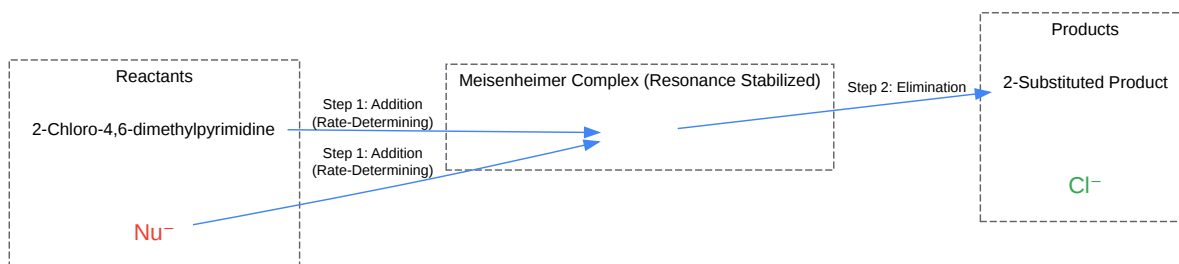 Reactants
2-Chloro-4,6-dimethylpyrimidine
Nu⁻
Step 1: Addition
(Rate-Determining)
Step 1: Addition
(Rate-Determining)
Meisenheimer Complex (Resonance Stabilized)
Step 2: Elimination
Products
2-Substituted Product
Cl⁻